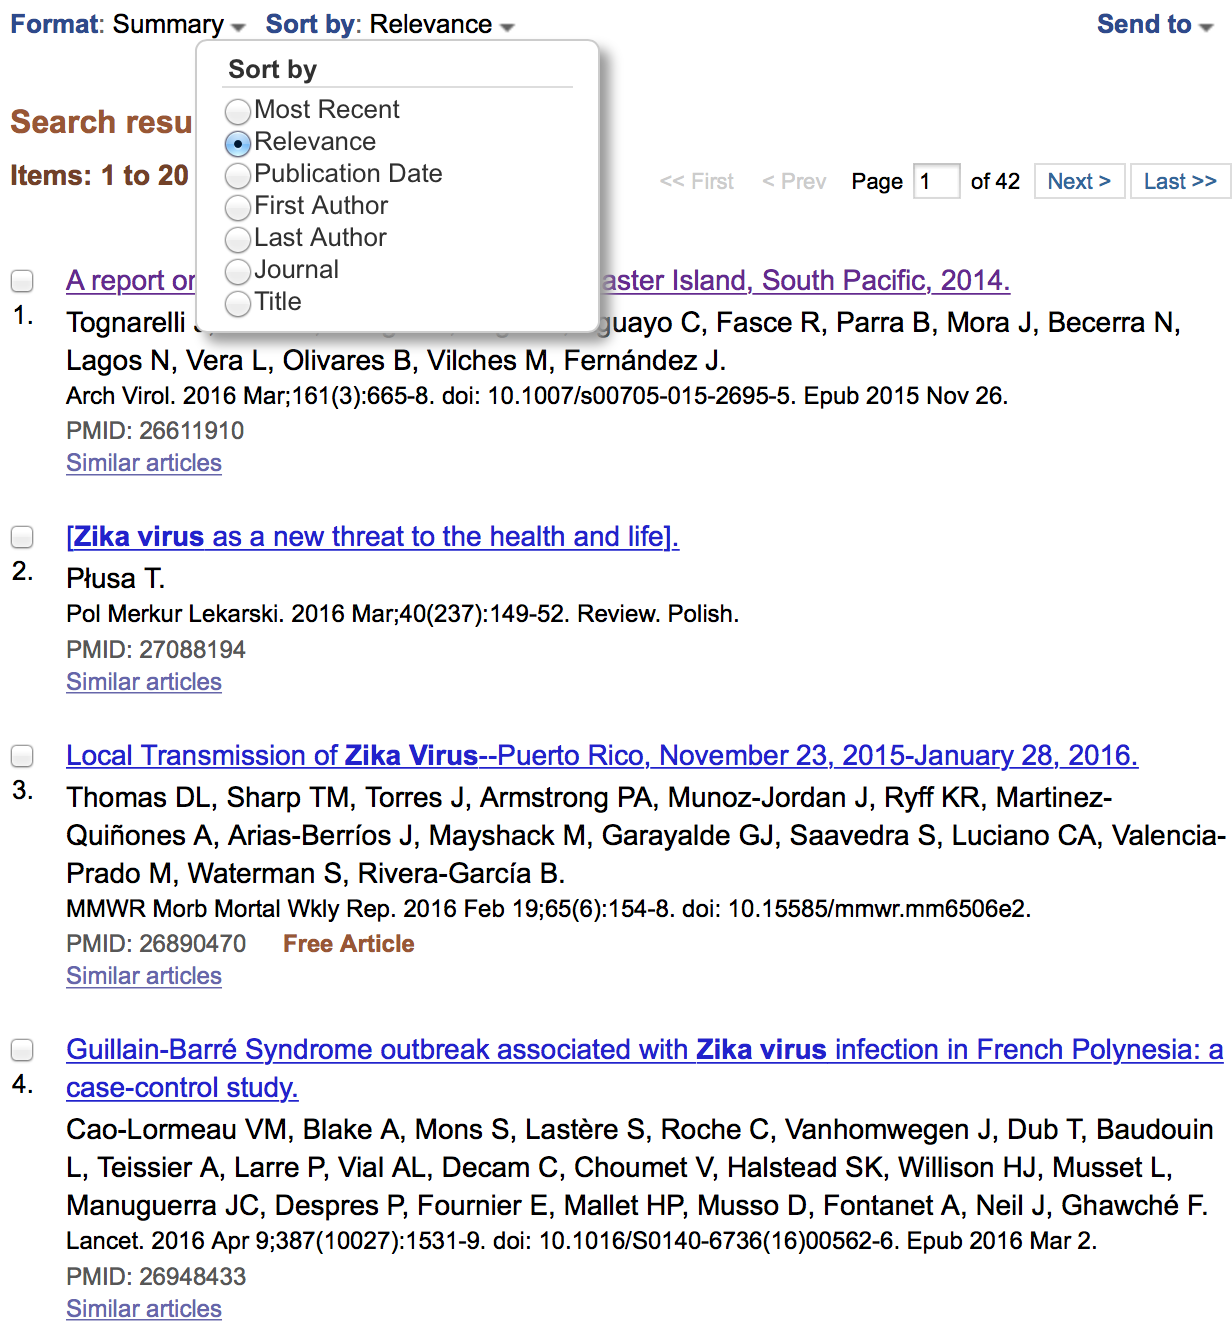 Format: Summary Sort by: Relevance Send to
Sort by
Most Recent
Relevance
Publication Date
First Author
Last Author
Journal
Title
Search resu
Items: 1 to 20
<< First < Prev Page 1 of 42 Next > Last >>
A report or aster Island, South Pacific, 2014.
1.
Tognarelli guayo C, Fasce R, Parra B, Mora J, Becerra N,
Lagos N, Vera L, Olivares B, Vilches M, Fernández J.
Arch Virol. 2016 Mar;161(3):665-8. doi: 10.1007/s00705-015-2695-5. Epub 2015 Nov 26.
PMID: 26611910
Similar articles
[Zika virus as a new threat to the health and life].
2.
Płusa T.
Pol Merkur Lekarski. 2016 Mar;40(237):149-52. Review. Polish.
PMID: 27088194
Similar articles
Local Transmission of Zika Virus--Puerto Rico, November 23, 2015-January 28, 2016.
3.
Thomas DL, Sharp TM, Torres J, Armstrong PA, Munoz-Jordan J, Ryff KR, Martinez-
Quiñones A, Arias-Berríos J, Mayshack M, Garayalde GJ, Saavedra S, Luciano CA, Valencia-
Prado M, Waterman S, Rivera-García B.
MMWR Morb Mortal Wkly Rep. 2016 Feb 19;65(6):154-8. doi: 10.15585/mmwr.mm6506e2.
PMID: 26890470 Free Article
Similar articles
Guillain-Barré Syndrome outbreak associated with Zika virus infection in French Polynesia: a
4.
case-control study.
Cao-Lormeau VM, Blake A, Mons S, Lastère S, Roche C, Vanhomwegen J, Dub T, Baudouin
L, Teissier A, Larre P, Vial AL, Decam C, Choumet V, Halstead SK, Willison HJ, Musset L,
Manuguerra JC, Despres P, Fournier E, Mallet HP, Musso D, Fontanet A, Neil J, Ghawché F.
Lancet. 2016 Apr 9;387(10027):1531-9. doi: 10.1016/S0140-6736(16)00562-6. Epub 2016 Mar 2.
PMID: 26948433
Similar articles